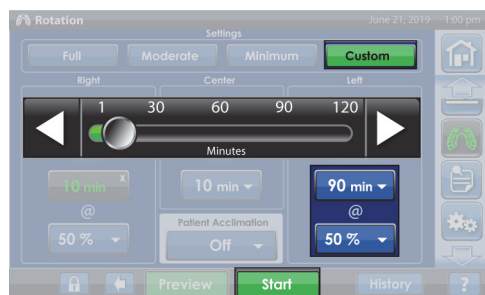 Rotation June 21, 2019 1:00 pm
Settings
Full Moderate Minimum Custom
Right Center Left
1 30 60 90 120
Minutes
10 min x 10 min 90 min
@ @
Patient Acclimation
50 % Off 50 %
Preview Start History ?